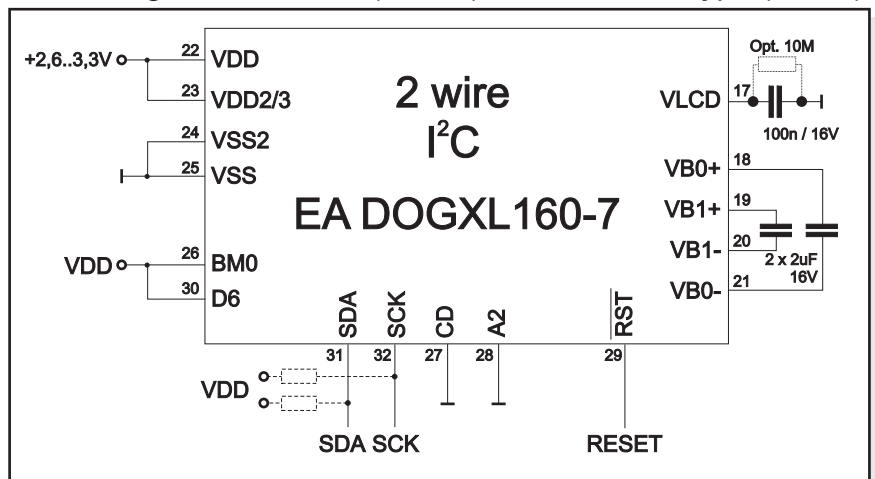 +2,6..3,3V
22 VDD
23 VDD2/3
24 VSS2
25 VSS
VDD
26 BM0
30 D6
2 wire
I²C
EA DOGXL160-7
Opt. 10M
VLCD 17
100n / 16V
VB0+ 18
VB1+ 19
VB1- 20
2 x 2uF
16V
VB0- 21
SDA SCK CD A2 RST
31 32 27 28 29
VDD
SDA SCK RESET